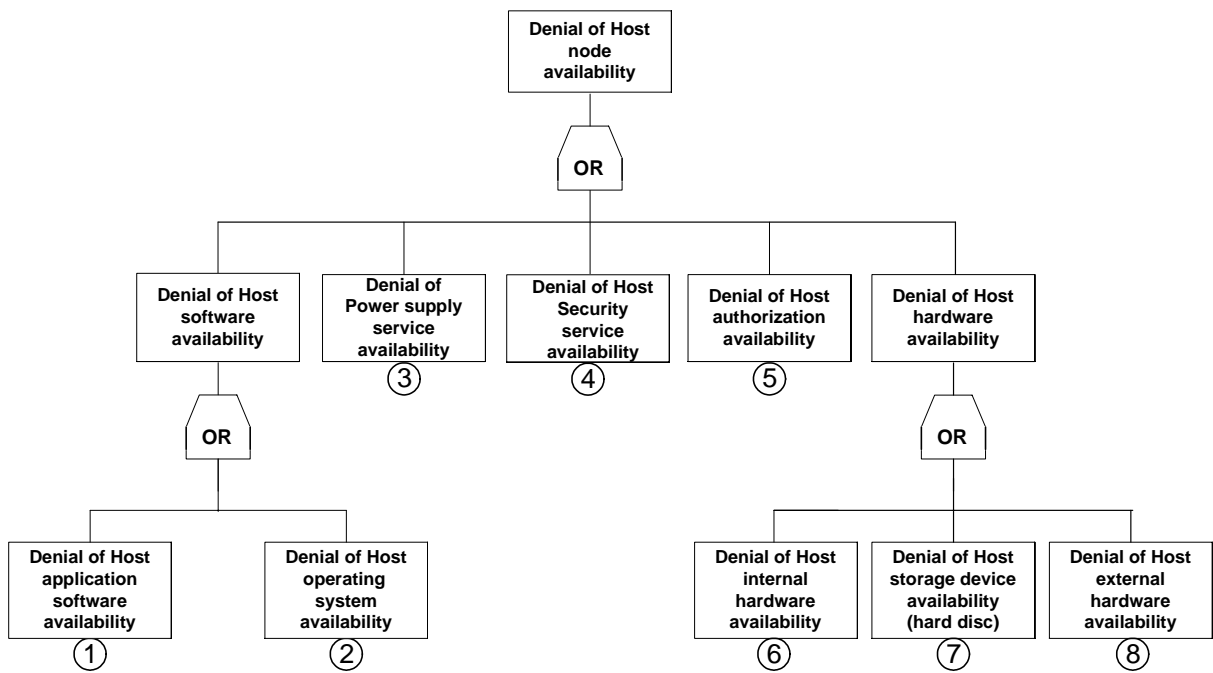 Denial of Host
node
availability
OR
Denial of Host
software
availability
Denial of
Power supply
service
availability
Denial of Host
Security
service
availability
Denial of Host
authorization
availability
Denial of Host
hardware
availability
3
4
5
OR
OR
Denial of Host
application
software
availability
Denial of Host
operating
system
availability
Denial of Host
internal
hardware
availability
Denial of Host
storage device
availability
(hard disc)
Denial of Host
external
hardware
availability
1
2
6
7
8